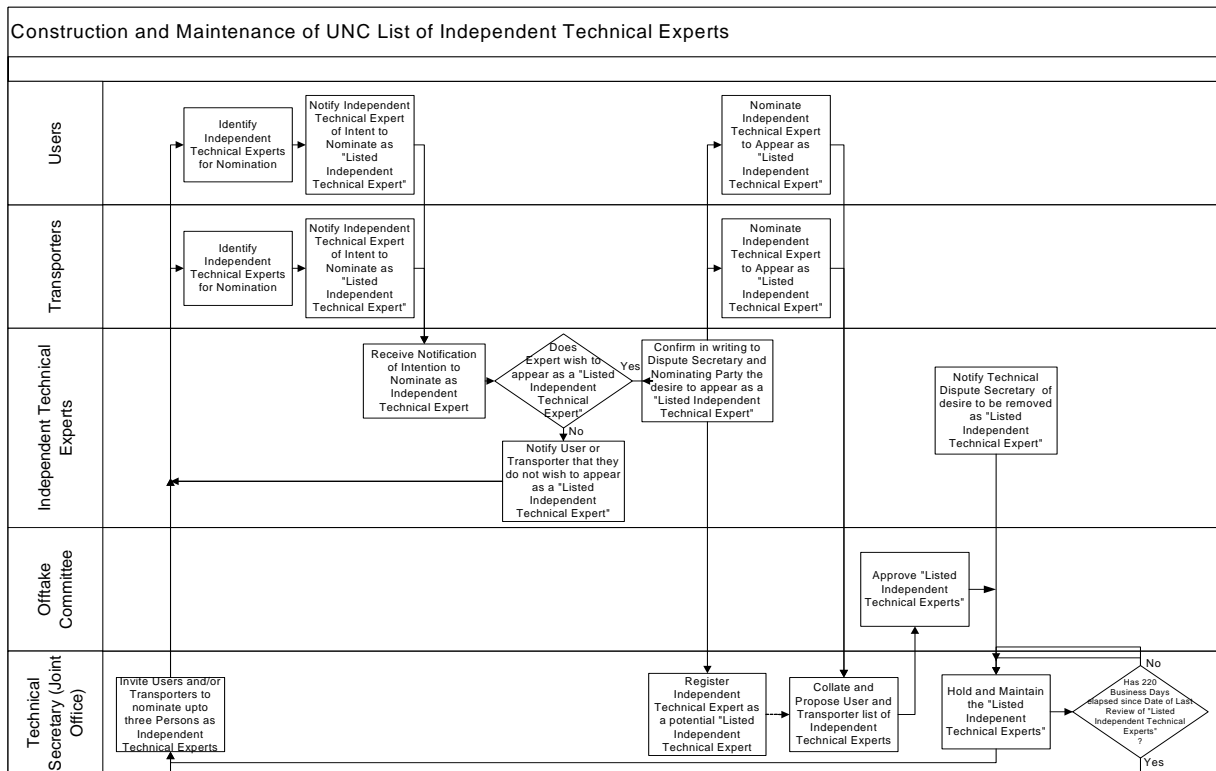 Construction and Maintenance of UNC List of Independent Technical Experts
Users
Identify
Independent
Technical Experts
for Nomination
Notify Independent
Technical Expert
of Intent to
Nominate as
"Listed
Independent
Technical Expert"
Nominate
Independent
Technical Expert
to Appear as
"Listed
Independent
Technical Expert"
Transporters
Identify
Independent
Technical Experts
for Nomination
Notify Independent
Technical Expert
of Intent to
Nominate as
"Listed
Independent
Technical Expert"
Nominate
Independent
Technical Expert
to Appear as
"Listed
Independent
Technical Expert"
Independent Technical
Experts
Receive Notification
of Intention to
Nominate as
Independent
Technical Expert
Does
Expert wish to
appear as a "Listed
Independent
Technical
Expert"
Yes
No
Confirm in writing to
Dispute Secretary and
Nominating Party the
desire to appear as a
"Listed Independent
Technical Expert"
Notify User or
Transporter that they
do not wish to appear
as a "Listed
Independent
Technical Expert"
Notify Technical
Dispute Secretary of
desire to be removed
as "Listed
Independent
Technical Expert"
Offtake
Committee
Approve "Listed
Independent
Technical Experts"
Technical
Secretary (Joint
Office)
Invite Users and/or
Transporters to
nominate upto
three Persons as
Independent
Technical Experts
Register
Independent
Technical Expert as
a potential "Listed
Independent
Technical Expert
Collate and
Propose User and
Transporter list of
Independent
Technical Experts
Hold and Maintain
the "Listed
Indepenent
Technical Experts"
No
Has 220
Business Days
elapsed since Date of Last
Review of "Listed
Independent Technical
Experts"
?
Yes